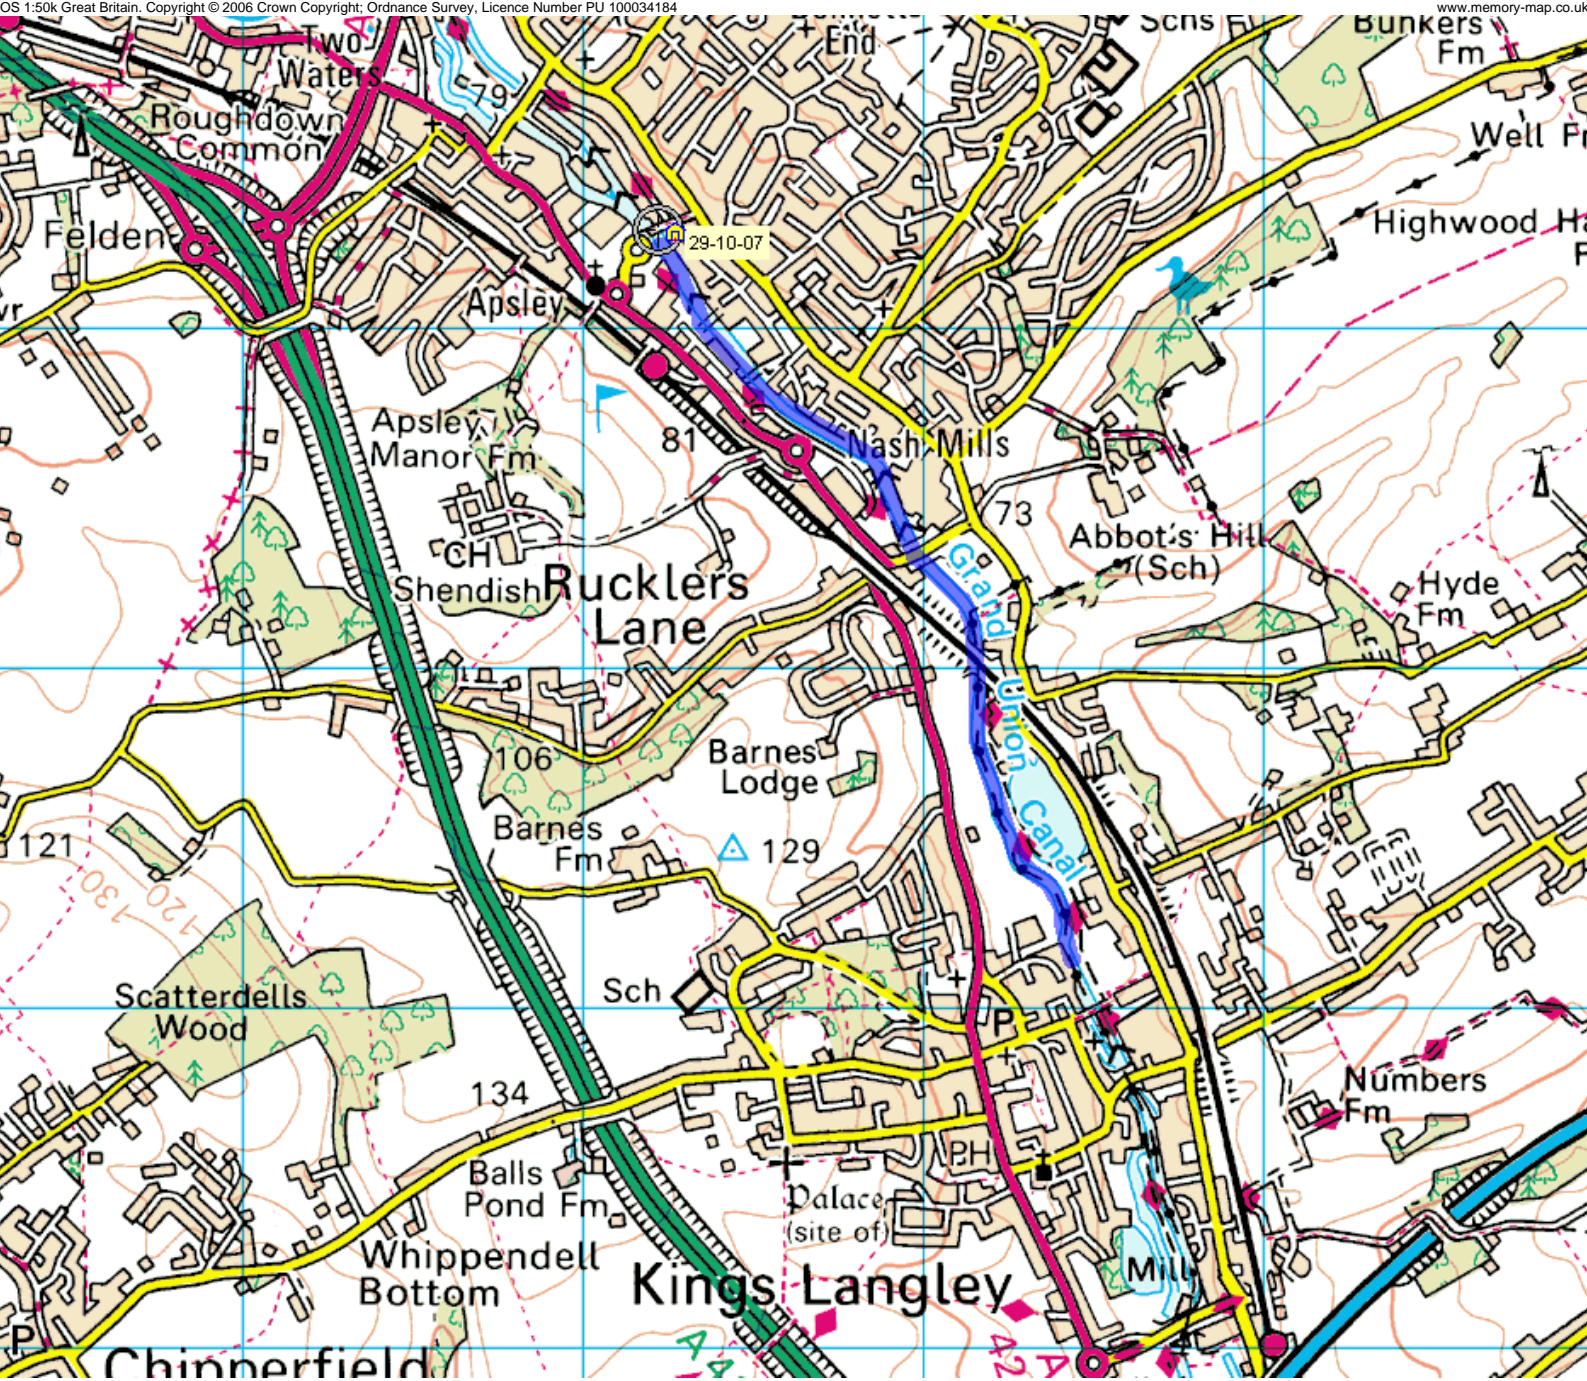 OS 1:50k Great Britain. Copyright © 2006 Crown Copyright; Ordnance Survey, Licence Number PU 100034184
www.memory-map.co.uk
Two
Waters
End
Schs
Bunkers
Fm
79
Roughdown
Common
Well
Felden
29-10-07
Highwood
Apsley
Apsley
Manor Fm
81
Nash Mills
73
CH
Shendish
Rucklers
Lane
Abbot's Hill
(Sch)
Hyde
Fm
Grand
Union
Canal
106
Barnes
Lodge
Barnes
Fm
129
121
130
120
Scatterdells
Wood
Sch
P
134
Numbers
Fm
PH
Balls
Pond Fm
Palace
(site of)
Whippendell
Bottom
Mill
Kings Langley
P
Chipperfield